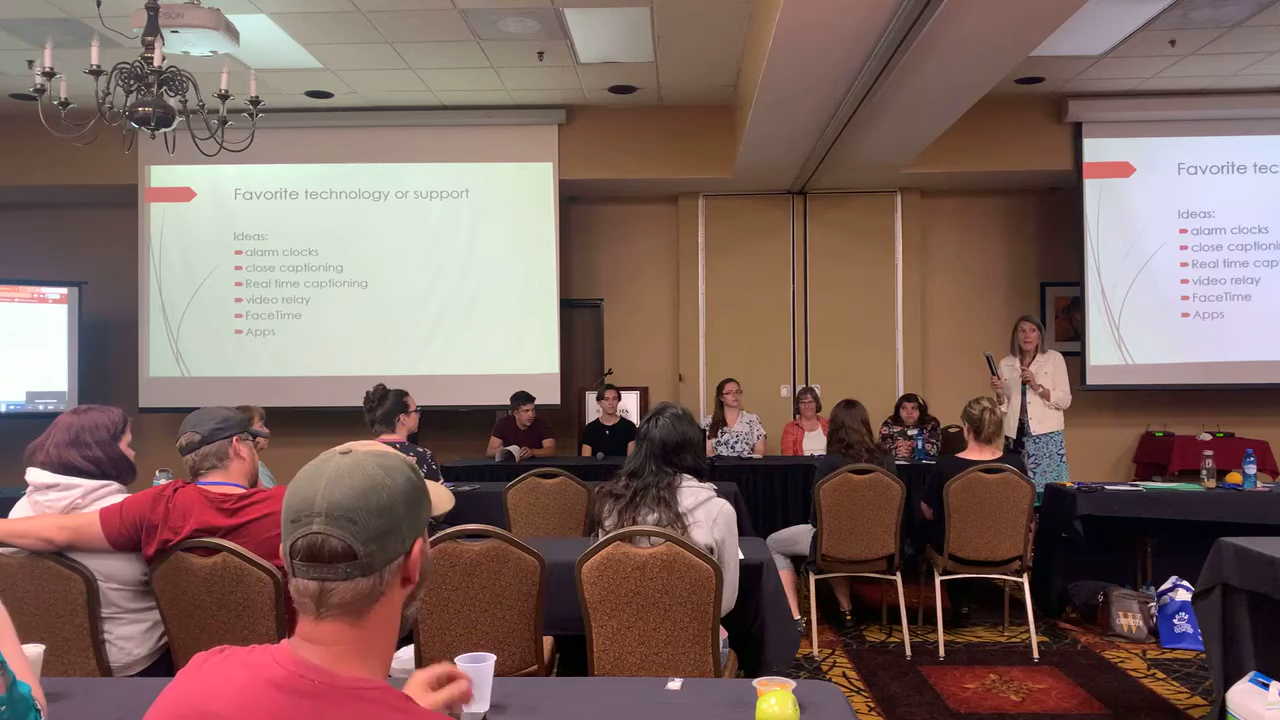 Favorite technology or support
Ideas:
alarm clocks
close captioning
Real time captioning
video relay
FaceTime
Apps
Favorite tec
Ideas:
alarm clocks
close captionin
Real time cap
video relay
FaceTime
Apps